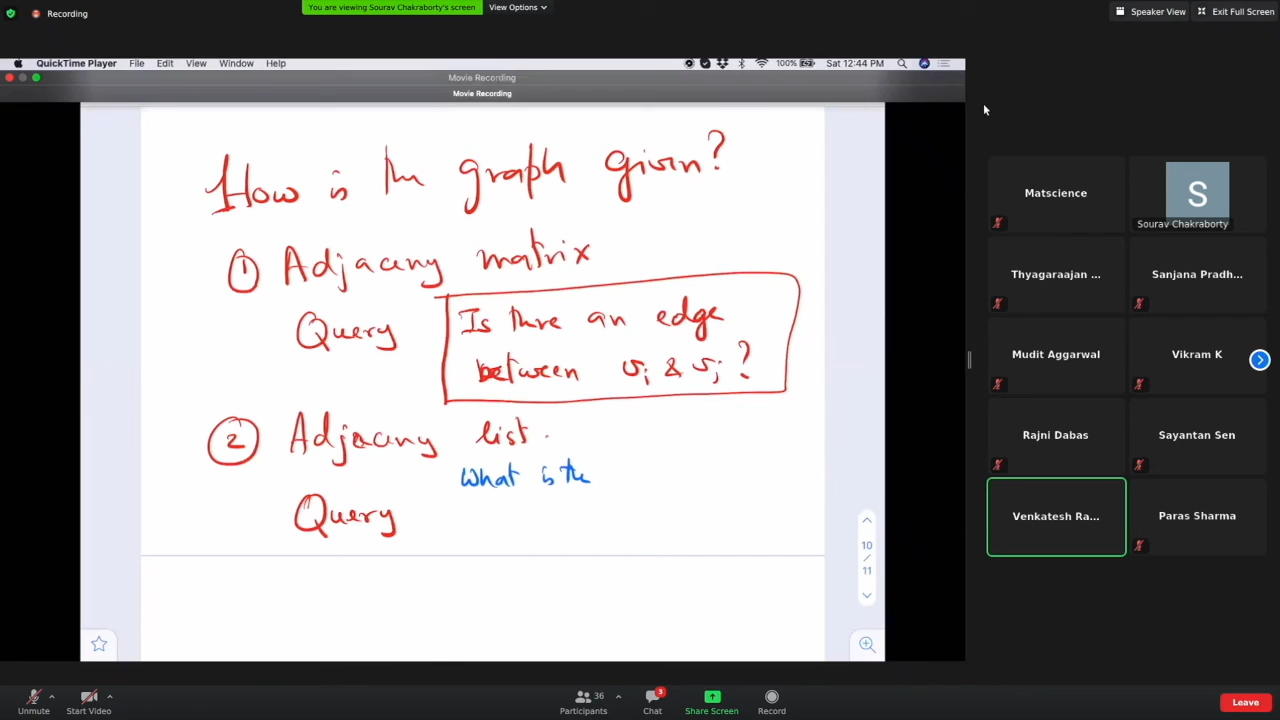 Recording
You are viewing Sourav Chakraborty's screen
View Options
Speaker View
Exit Full Screen
QuickTime Player File Edit View Window Help
100%
Sat 12:44 PM
Movie Recording
Movie Recording
How is the graph given?
1 Adjaceny matrix
Query
Is there an edge
between vi & vj ?
2 Adjaceny list
What is the
Query
10
/
11
Matscience
S
Sourav Chakraborty
Thyagaraajan ...
Sanjana Pradh...
Mudit Aggarwal
Vikram K
Rajni Dabas
Sayantan Sen
Venkatesh Ra...
Paras Sharma
Unmute
Start Video
36
Participants
3
Chat
Share Screen
Record
Leave